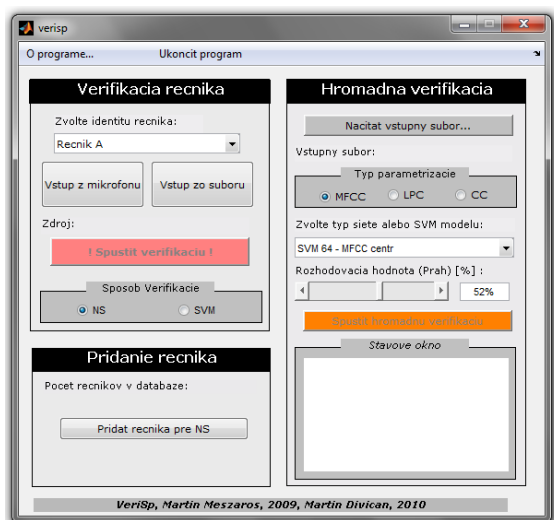 verisp
O programe...
Ukoncit program
Verifikacia recnika
Zvolte identitu recnika:
Recnik A
Vstup z mikrofonu
Vstup zo suboru
Zdroj:
! Spustit verifikaciu !
Sposob Verifikacie
NS
SVM
Pridanie recnika
Pocet recnikov v databaze:
Pridat recnika pre NS
Hromadna verifikacia
Nacitat vstupny subor...
Vstupny subor:
Typ parametrizacie
MFCC
LPC
CC
Zvolte typ siete alebo SVM modelu:
SVM 64 - MFCC centr
Rozhodovacia hodnota (Prah) [%] :
52%
Spustit hromadnu verifikaciu
Stavove okno
VeriSp, Martin Meszaros, 2009, Martin Divican, 2010